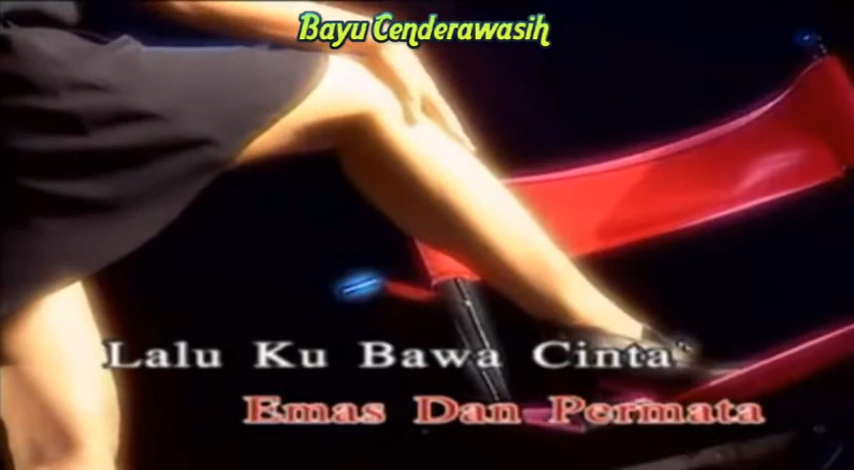 Bayu Cenderawasih
Lalu Ku Bawa Cinta
Emas Dan Permata